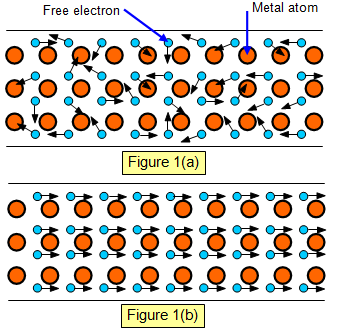 Free electron
Metal atom
Figure 1(a)
Figure 1(b)